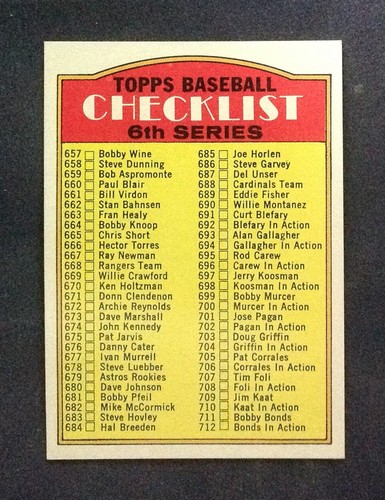 TOPPS BASEBALL
CHECKLIST
6th SERIES
657 Bobby Wine
658 Steve Dunning
659 Bob Aspromonte
660 Paul Blair
661 Bill Virdon
662 Stan Bahnsen
663 Fran Healy
664 Bobby Knoop
665 Chris Short
666 Hector Torres
667 Ray Newman
668 Rangers Team
669 Willie Crawford
670 Ken Holtzman
671 Donn Clendenon
672 Archie Reynolds
673 Dave Marshall
674 John Kennedy
675 Pat Jarvis
676 Danny Cater
677 Ivan Murrell
678 Steve Luebber
679 Astros Rookies
680 Dave Johnson
681 Bobby Pfeil
682 Mike McCormick
683 Steve Hovley
684 Hal Breeden
685 Joe Horlen
686 Steve Garvey
687 Del Unser
688 Cardinals Team
689 Eddie Fisher
690 Willie Montanez
691 Curt Blefary
692 Blefary In Action
693 Alan Gallagher
694 Gallagher In Action
695 Rod Carew
696 Carew In Action
697 Jerry Koosman
698 Koosman In Action
699 Bobby Murcer
700 Murcer In Action
701 Jose Pagan
702 Pagan In Action
703 Doug Griffin
704 Griffin In Action
705 Pat Corrales
706 Corrales In Action
707 Tim Foli
708 Foli In Action
709 Jim Kaat
710 Kaat In Action
711 Bobby Bonds
712 Bonds In Action